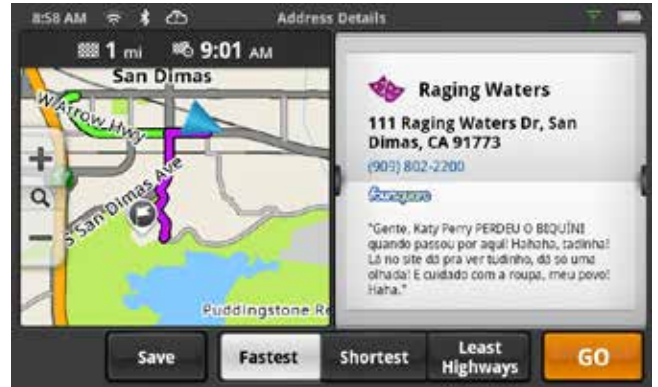 8:58 AM
Address Details
1 mi 9:01 AM
San Dimas
W Arrow Hwy
S San Dimas Ave
Puddingstone Re
Raging Waters
111 Raging Waters Dr, San
Dimas, CA 91773
(909) 802-2200
foursquare
"Gente, Katy Perry PERDEU O BIQUÍNI
quando passou por aqui! Hahaha, tadinha!
Lá no site dá pra ver tudinho, dá só uma
olhada! E cuidado com a roupa, meu povo!
Haha."
Save
Fastest
Shortest
Least
Highways
GO